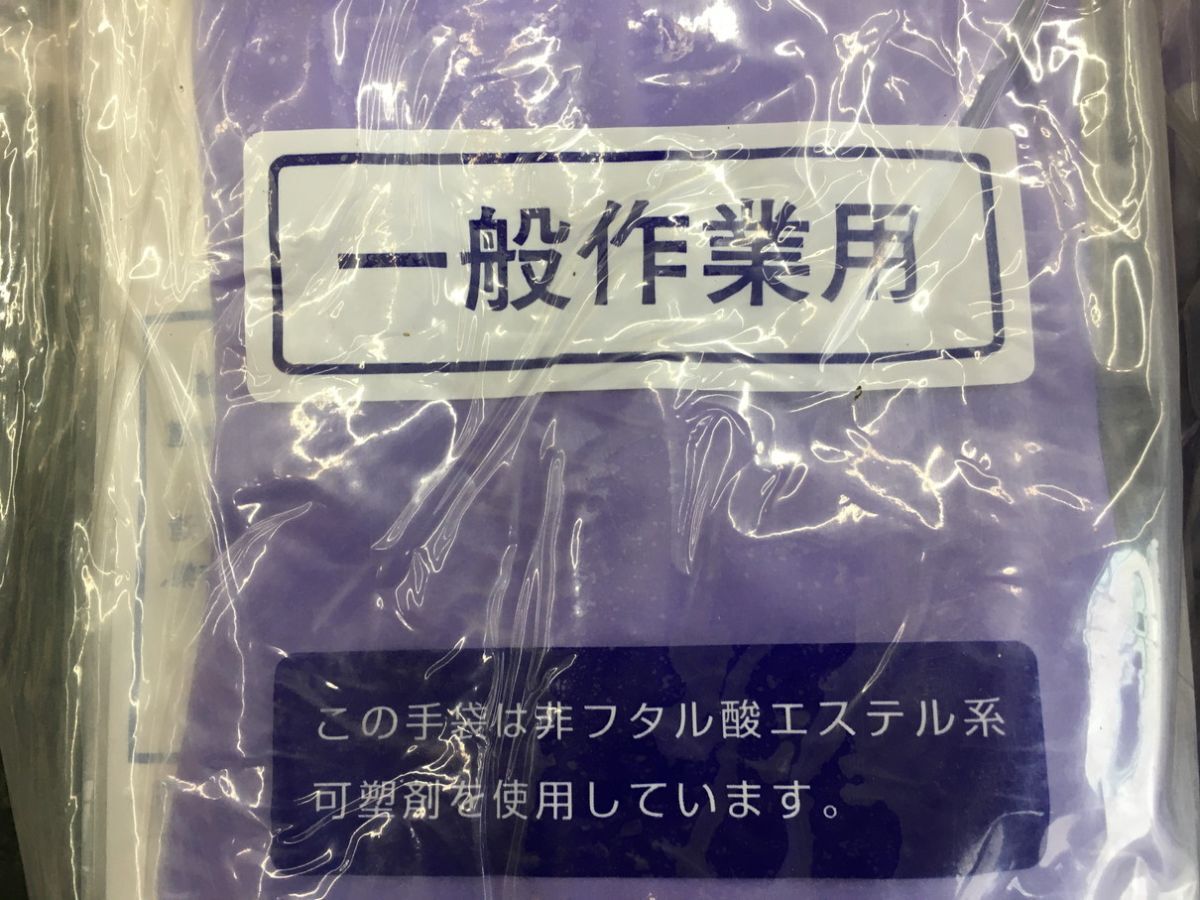 一般作業用
この手袋は非フタル酸エステル系
可塑剤を使用しています。